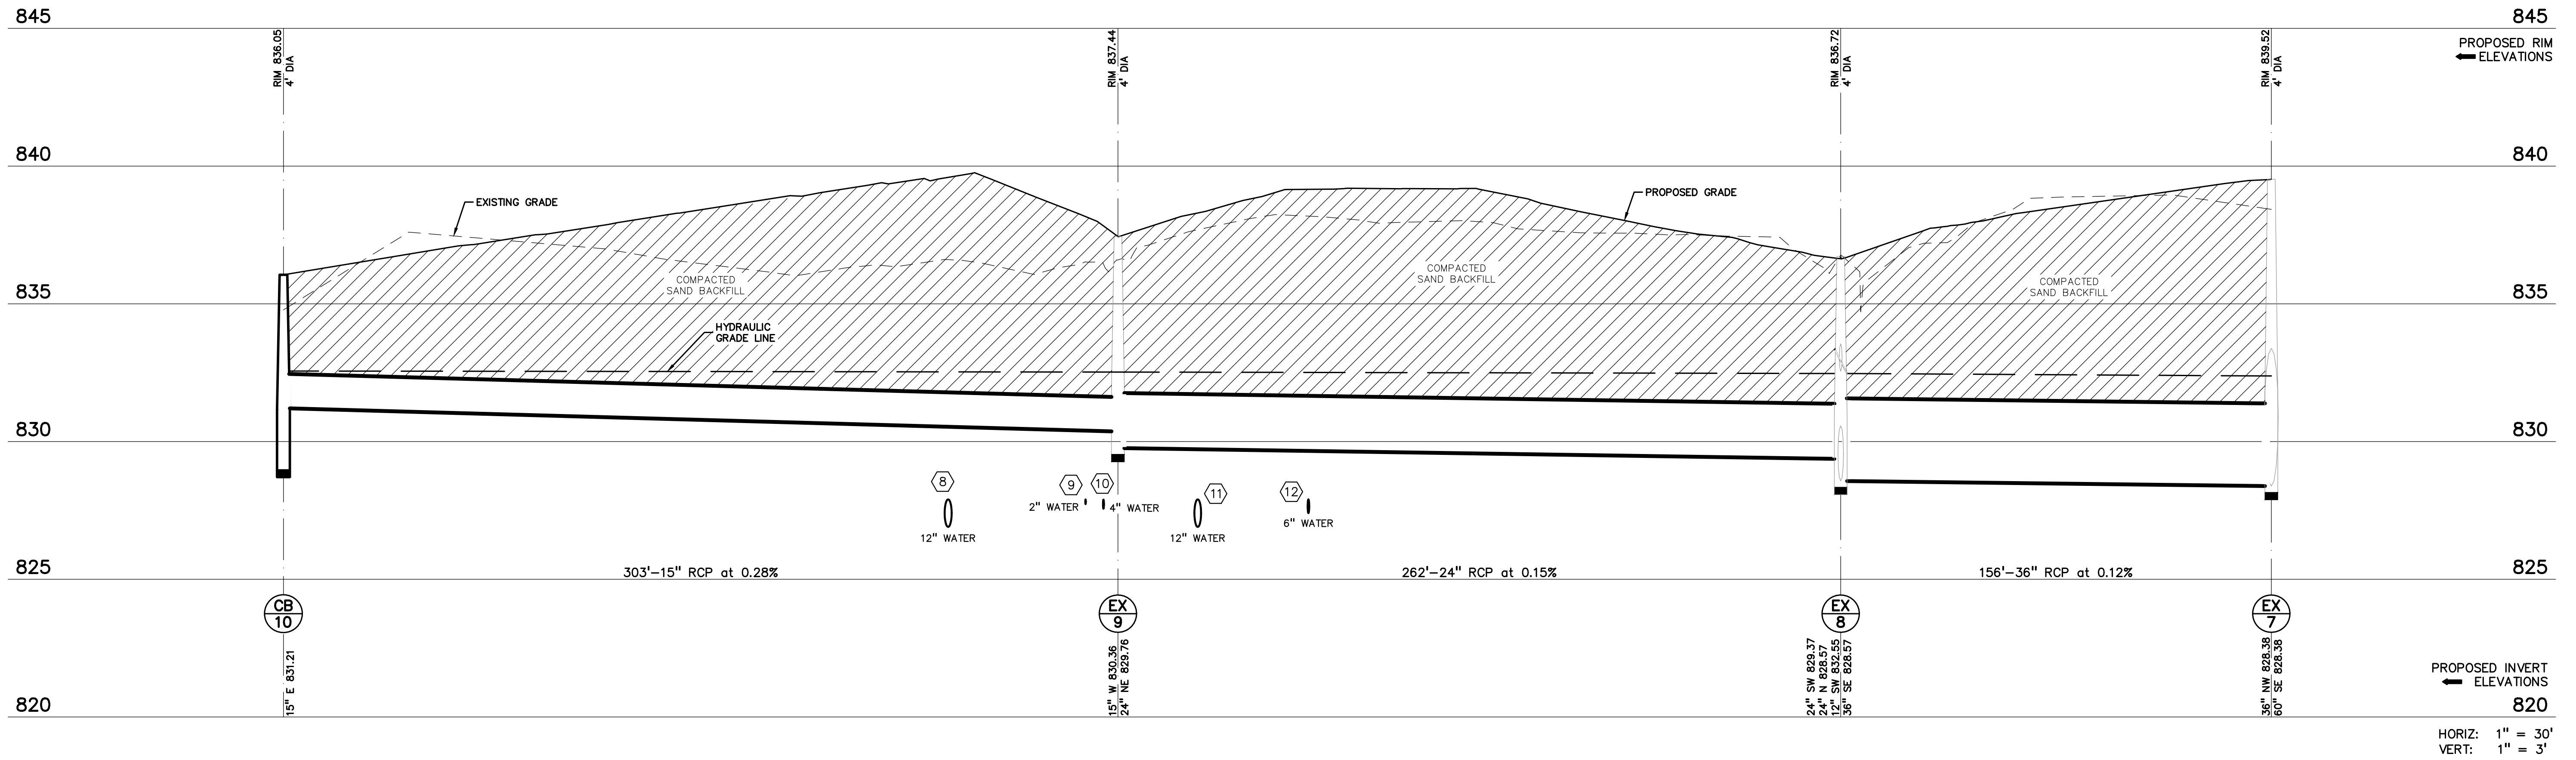 845
845
RIM 836.05
4' DIA
RIM 837.44
4' DIA
RIM 836.72
4' DIA
RIM 839.52
4' DIA
PROPOSED RIM
ELEVATIONS
840
840
EXISTING GRADE
PROPOSED GRADE
COMPACTED
SAND BACKFILL
COMPACTED
SAND BACKFILL
COMPACTED
SAND BACKFILL
835
835
HYDRAULIC
GRADE LINE
830
830
8
12" WATER
9
2" WATER
10
4" WATER
11
12" WATER
12
6" WATER
825
825
303'-15" RCP at 0.28%
262'-24" RCP at 0.15%
156'-36" RCP at 0.12%
CB
10
EX
9
EX
8
EX
7
15" E 831.21
15" W 830.36
24" NE 829.76
24" SW 829.37
24" N 828.57
12" SW 832.55
36" SE 828.57
36" NW 828.38
60" SE 828.38
PROPOSED INVERT
ELEVATIONS
820
820
HORIZ: 1" = 30'
VERT: 1" = 3'